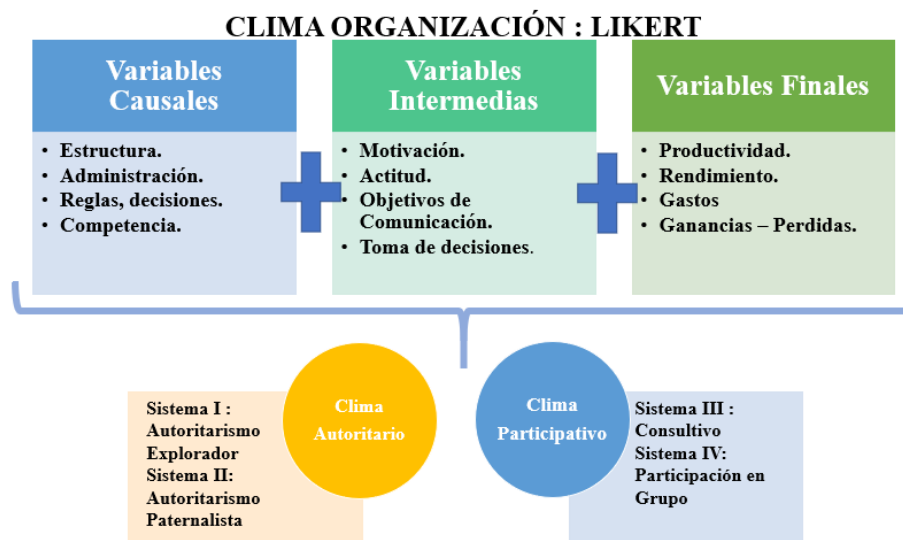 CLIMA ORGANIZACIÓN : LIKERT
Variables
Causales
• Estructura.
• Administración.
• Reglas, decisiones.
• Competencia.
Variables
Intermedias
• Motivación.
• Actitud.
• Objetivos de
Comunicación.
• Toma de decisiones.
Variables Finales
• Productividad.
• Rendimiento.
• Gastos
• Ganancias – Perdidas.
Sistema I :
Autoritarismo
Explorador
Sistema II:
Autoritarismo
Paternalista
Clima
Autoritario
Clima
Participativo
Sistema III :
Consultivo
Sistema IV:
Participación en
Grupo